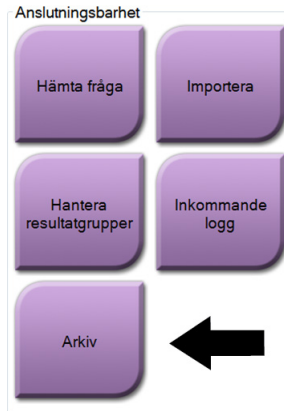 Anslutningsbarhet
Hämta fråga
Importera
Hantera
resultatgrupper
Inkommande
logg
Arkiv